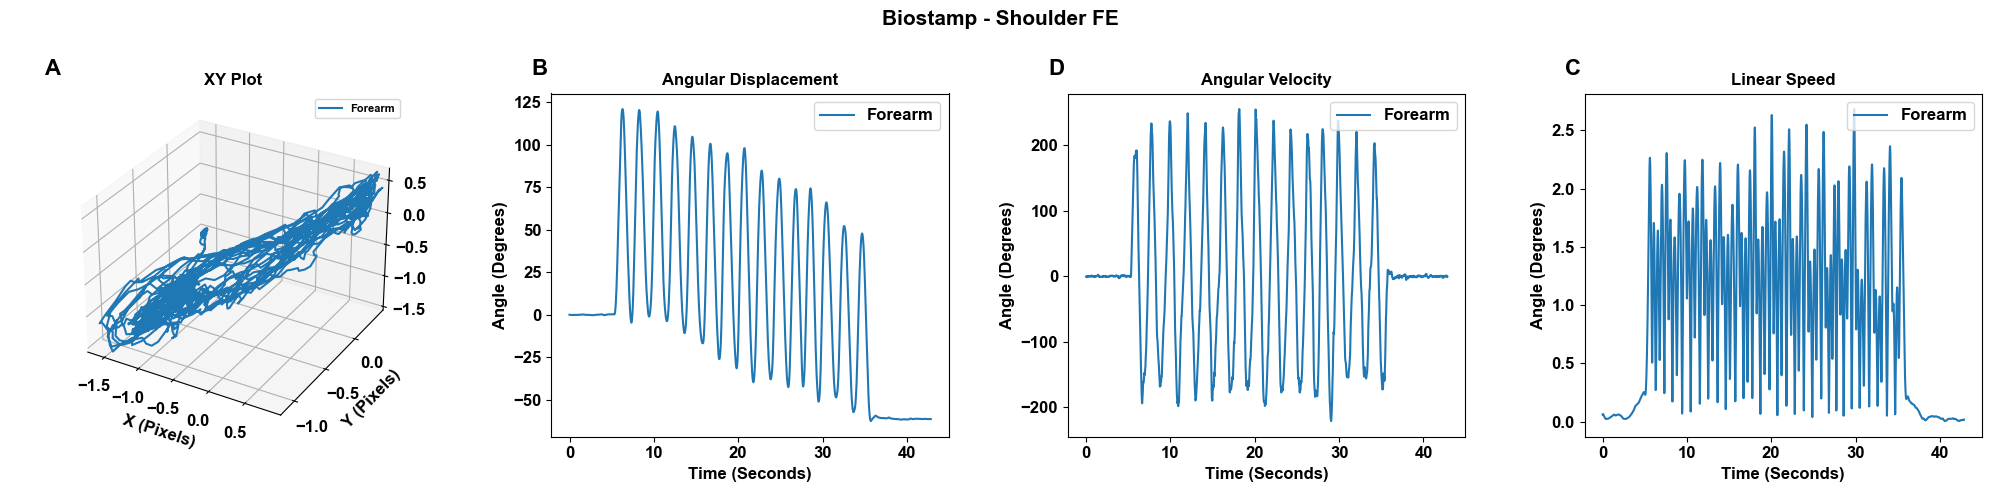 Biostamp - Shoulder FE
A
XY Plot
Forearm
0.5
0.0
−0.5
−1.0
−1.5
−1.5
−1.0
−0.5
0.0
0.5
X (Pixels)
−1.0
−0.5
0.0
Y (Pixels)
B
Angular Displacement
Forearm
125
100
75
50
25
0
−25
−50
Angle (Degrees)
0 10 20 30 40
Time (Seconds)
D
Angular Velocity
Forearm
200
100
0
−100
−200
Angle (Degrees)
0 10 20 30 40
Time (Seconds)
C
Linear Speed
Forearm
2.5
2.0
1.5
1.0
0.5
0.0
Angle (Degrees)
0 10 20 30 40
Time (Seconds)